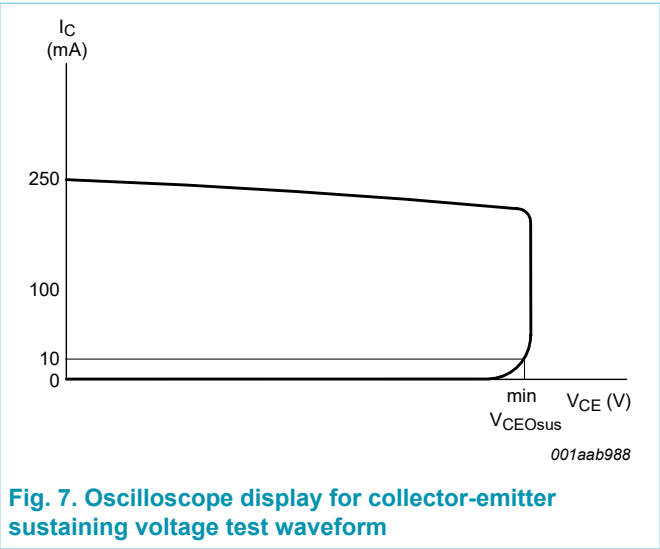 IC
(mA)
250
100
10
0
min
VCEOsus
VCE (V)
001aab988
Fig. 7. Oscilloscope display for collector-emitter
sustaining voltage test waveform